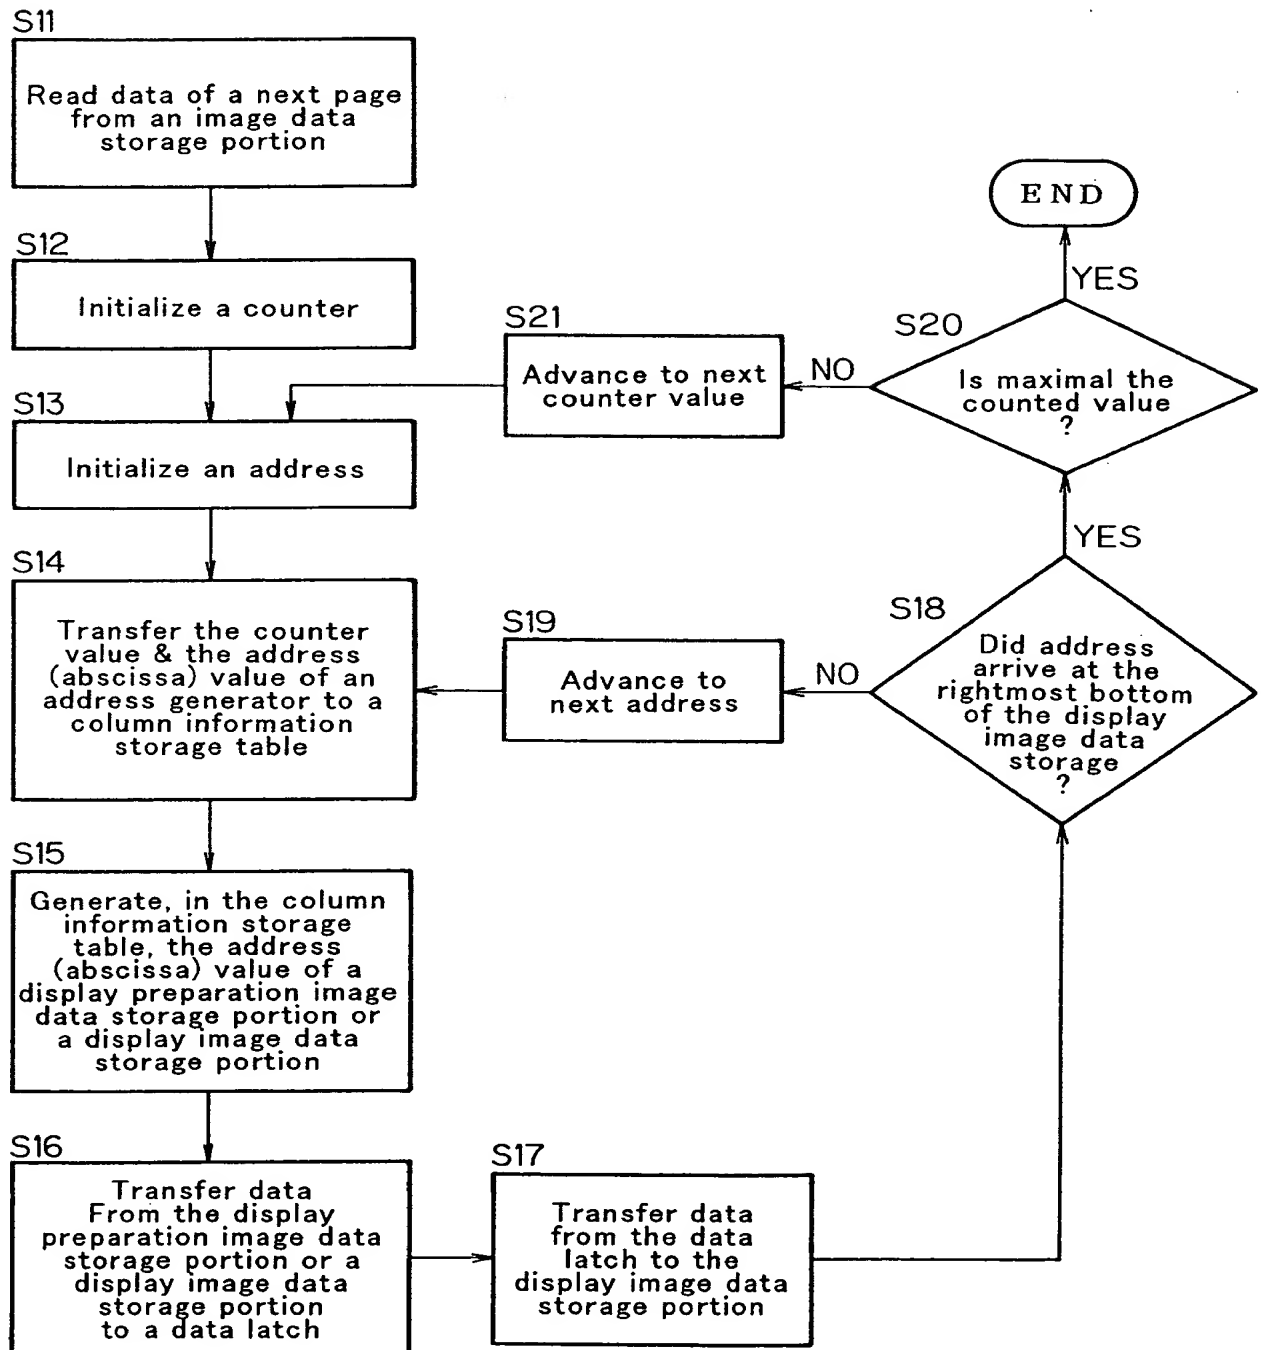 S11
Read data of a next page
from an image data
storage portion
S12
Initialize a counter
S13
Initialize an address
S14
Transfer the counter
value & the address
(abscissa) value of an
address generator to a
column information
storage table
S15
Generate, in the column
information storage
table, the address
(abscissa) value of a
display preparation image
data storage portion or
a display image data
storage portion
S16
Transfer data
From the display
preparation image data
storage portion or a
display image data
storage portion
to a data latch
S17
Transfer data
from the data
latch to the
display image data
storage portion
S18
Did address
arrive at the
rightmost bottom
of the display
image data
storage
?
NO
S19
Advance to
next address
YES
S20
Is maximal the
counted value
?
NO
S21
Advance to next
counter value
YES
END